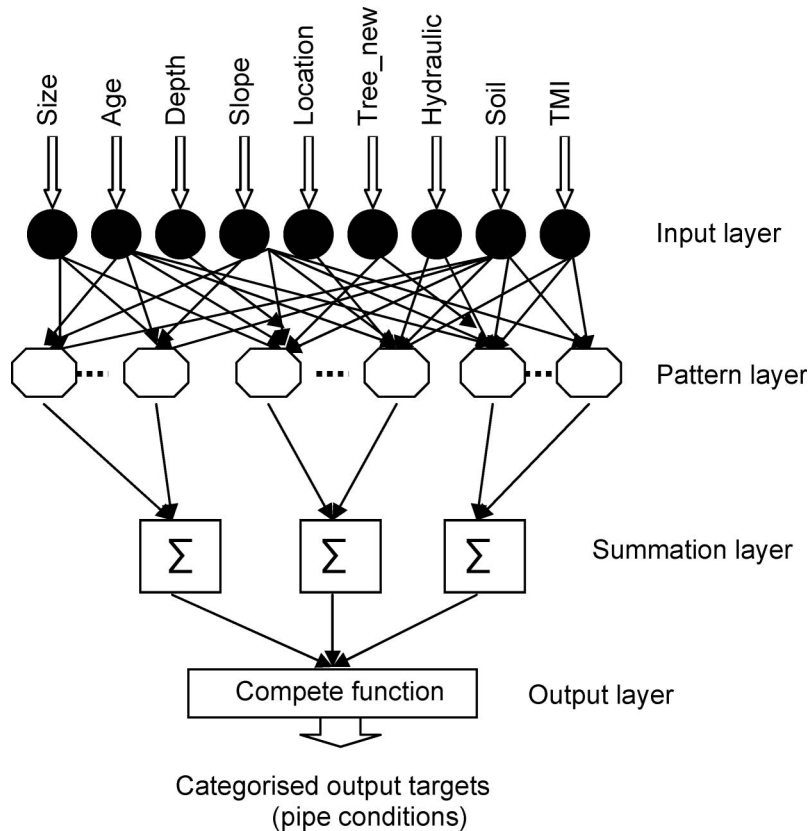 Size
Age
Depth
Slope
Location
Tree_new
Hydraulic
Soil
TMI
Input layer
Pattern layer
Σ
Σ
Σ
Summation layer
Compete function
Output layer
Categorised output targets
(pipe conditions)